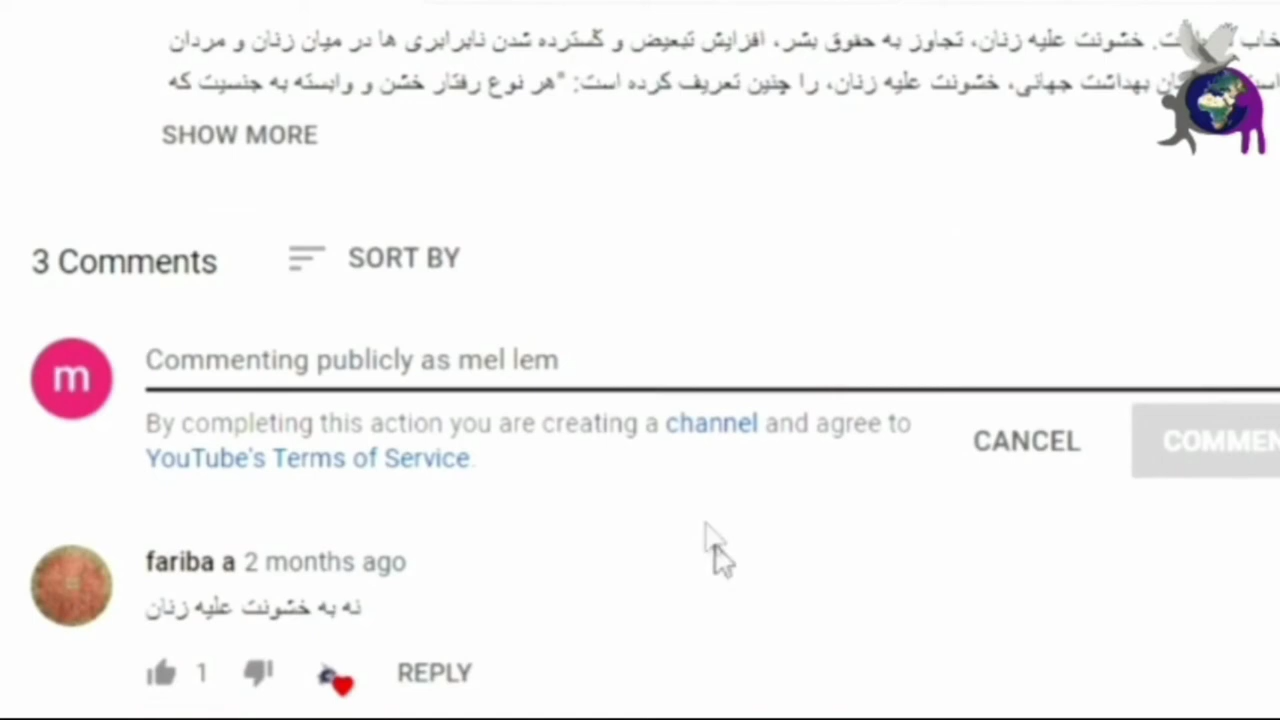 خشونت علیه زنان، تجاوز به حقوق بشر، افزایش تبعیض و گسترده شدن نابرابری ها در میان زنان و مردان
بهداشت جهانی، خشونت علیه زنان، را چنین تعریف کرده است: "هر نوع رفتار خشن و وابسته به جنسیت که
SHOW MORE
3 Comments SORT BY
m
Commenting publicly as mel lem
By completing this action you are creating a channel and agree to
YouTube's Terms of Service.
CANCEL COMMEN
fariba a 2 months ago
نه به خشونت علیه زنان
1 REPLY